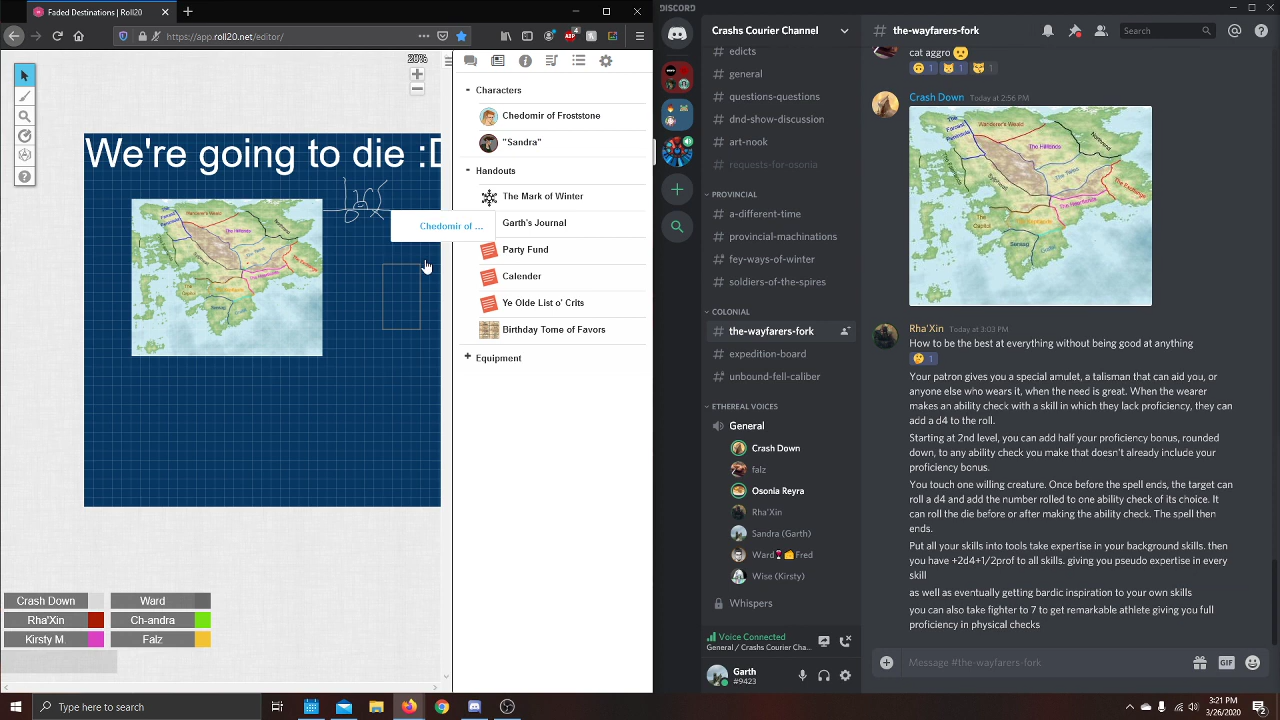 Faded Destinations | Roll20
https://app.roll20.net/editor/
20%
We're going to die :D
Chedomir of ...
Characters
Chedomir of Froststone
"Sandra"
Handouts
The Mark of Winter
Garth's Journal
Party Fund
Calender
Ye Olde List o' Crits
Birthday Tome of Favors
Equipment
Crash Down
Ward
Rha'Xin
Ch-andra
Kirsty M.
Falz
DISCORD
Crashs Courier Channel
edicts
general
questions-questions
dnd-show-discussion
art-nook
requests-for-osonia
PROVINCIAL
a-different-time
provincial-machinations
fey-ways-of-winter
soldiers-of-the-spires
COLONIAL
the-wayfarers-fork
expedition-board
unbound-fell-caliber
ETHEREAL VOICES
General
Crash Down
falz
Osonia Reyra
Rha'Xin
Sandra (Garth)
Ward Fred
Wise (Kirsty)
Whispers
Voice Connected
General / Crashs Courier Cha...
Garth
#9423
# the-wayfarers-fork
Search
cat aggro
1 1 1
Crash Down Today at 2:56 PM
Wanderer's Weald
The Hilllands
The Capitol
Rha'Xin Today at 3:03 PM
How to be the best at everything without being good at anything
1
Your patron gives you a special amulet, a talisman that can aid you, or
anyone else who wears it, when the need is great. When the wearer
makes an ability check with a skill in which they lack proficiency, they can
add a d4 to the roll.
Starting at 2nd level, you can add half your proficiency bonus, rounded
down, to any ability check you make that doesn't already include your
proficiency bonus.
You touch one willing creature. Once before the spell ends, the target can
roll a d4 and add the number rolled to one ability check of its choice. It
can roll the die before or after making the ability check. The spell then
ends.
Put all your skills into tools take expertise in your background skills. then
you have +2d4+1/2prof to all skills. giving you pseudo expertise in every
skill
as well as eventually getting bardic inspiration to your own skills
you can also take fighter to 7 to get remarkable athlete giving you full
proficiency in physical checks
Message #the-wayfarers-fork
GIF
Type here to search
3:21 PM
3/26/2020